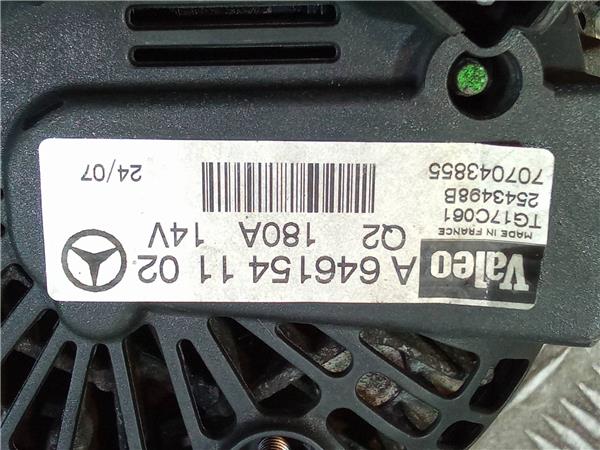 Valeo
MADE IN FRANCE
TG17C061
2543498B
707043855
A 646154 11 02
Q2 180A 14V
24/07